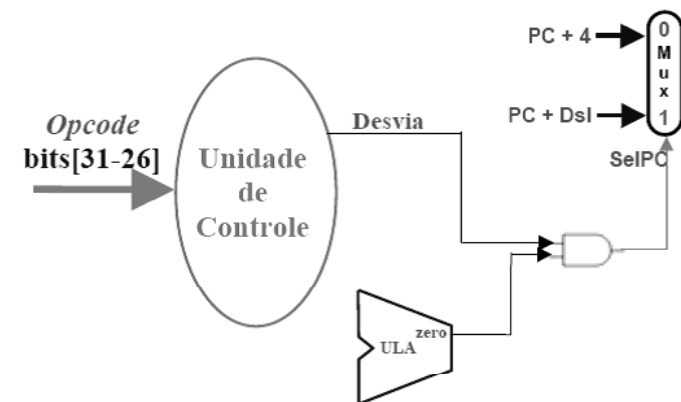 PC + 4
0
M
u
x
1
PC + Dsl
SelPC
Opcode
bits[31-26]
Desvia
Unidade
de
Controle
zero
ULA